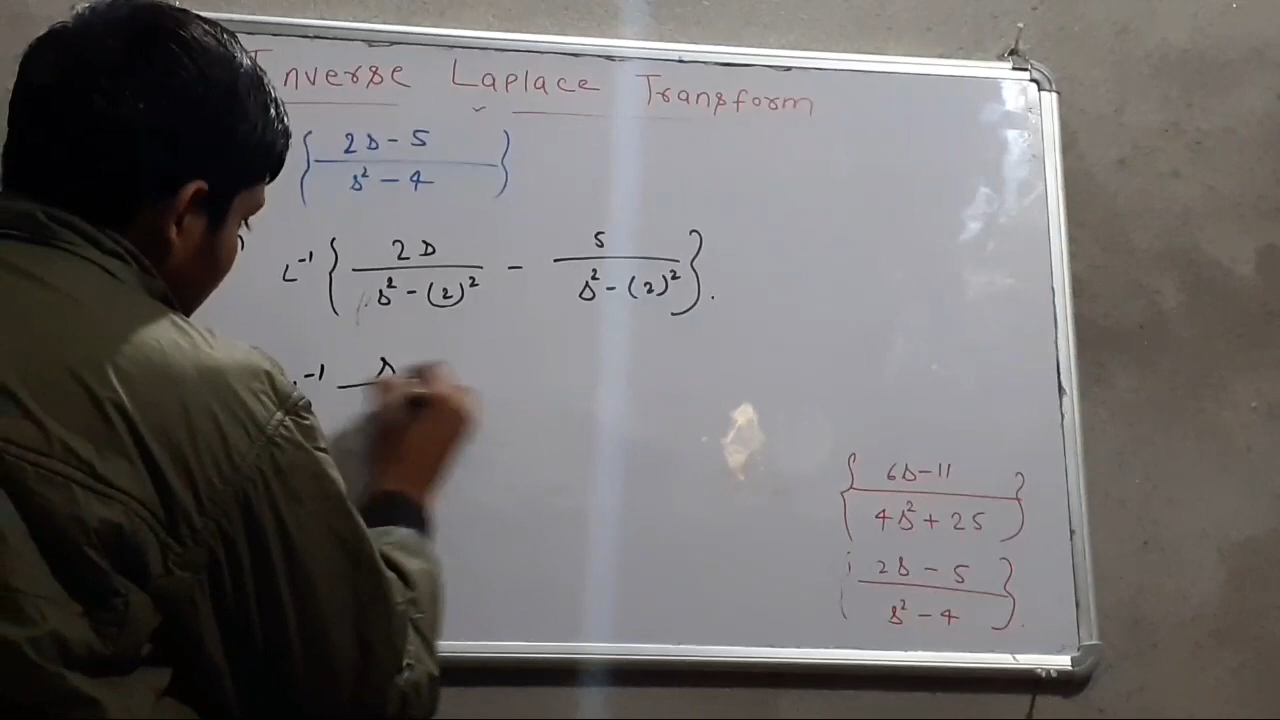 Inverse Laplace Transform
{ 2s - 5 / s² - 4 }
L⁻¹ { 2s / s² - (2)² - 5 / s² - (2)² } .
⁻¹ s
{ 6s - 11 / 4s² + 25 }
{ 2s - 5 / s² - 4 }